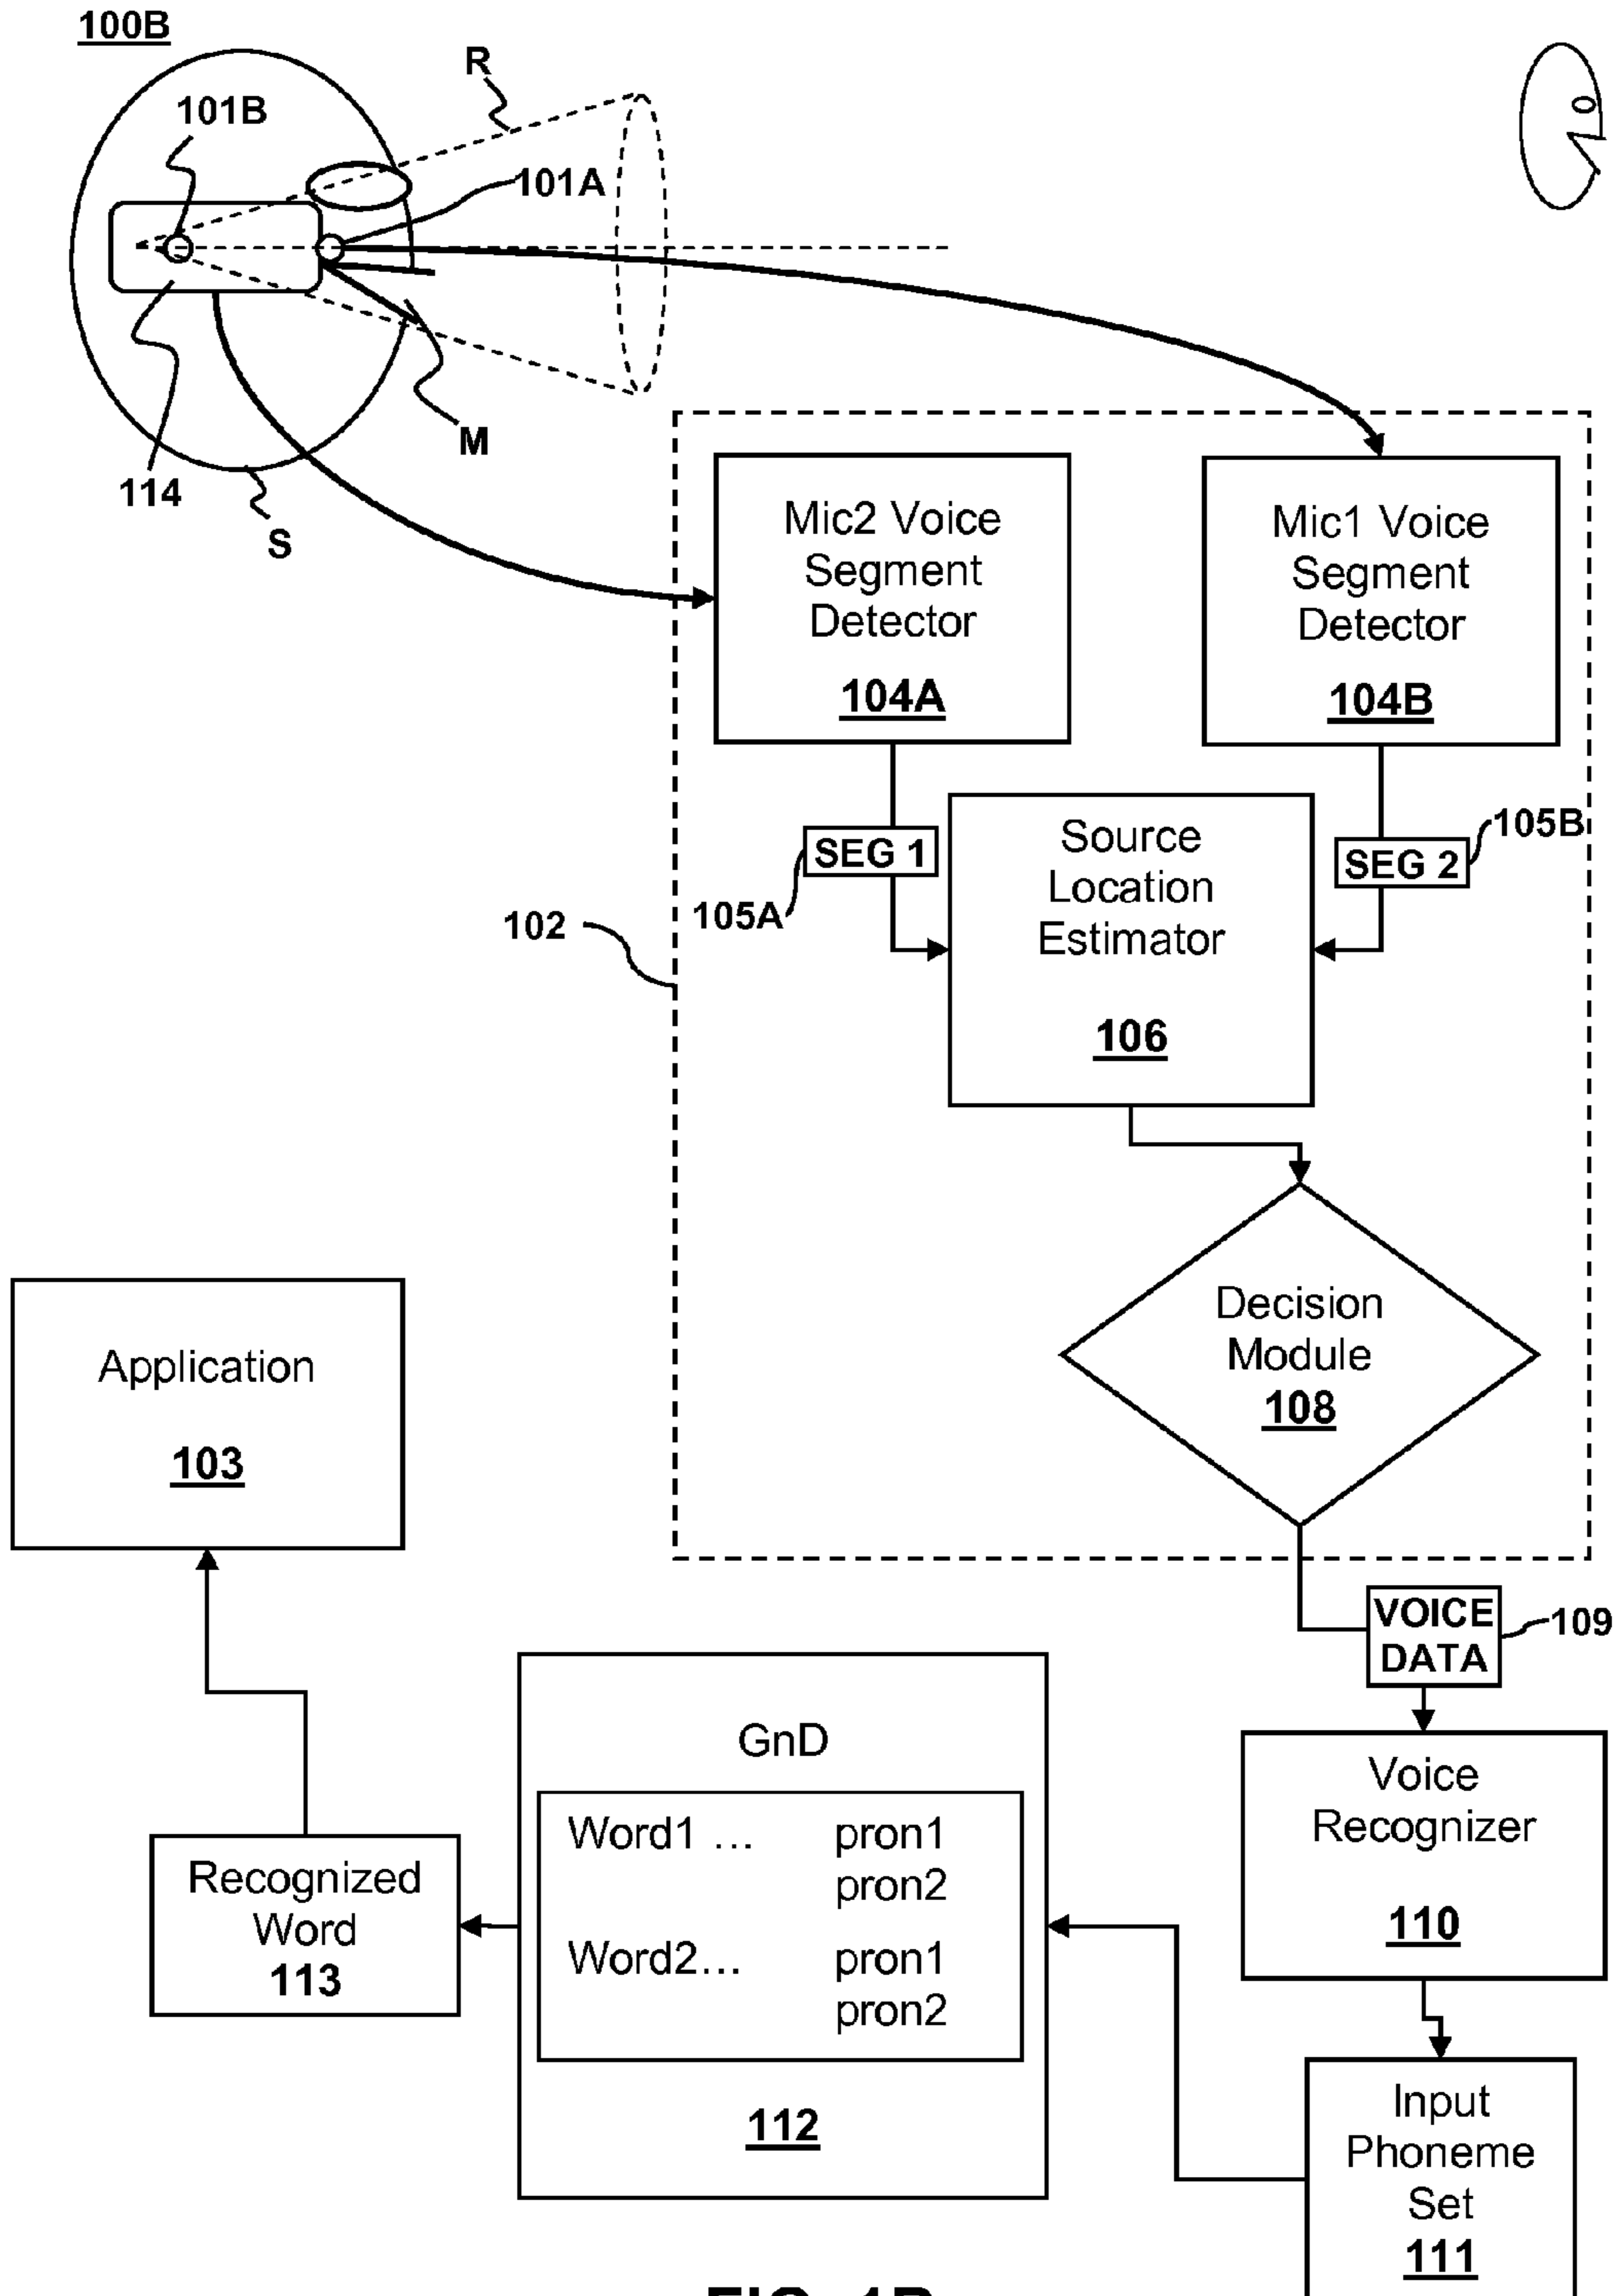 100B
R
101B
101A
M
114
S
Mic2 Voice
Segment
Detector
104A
Mic1 Voice
Segment
Detector
104B
SEG 1
105A
Source
Location
Estimator
106
SEG 2
105B
102
Decision
Module
108
Application
103
VOICE
DATA
109
GnD
Word1 ... pron1
pron2
Word2... pron1
pron2
112
Voice
Recognizer
110
Recognized
Word
113
Input
Phoneme
Set
111